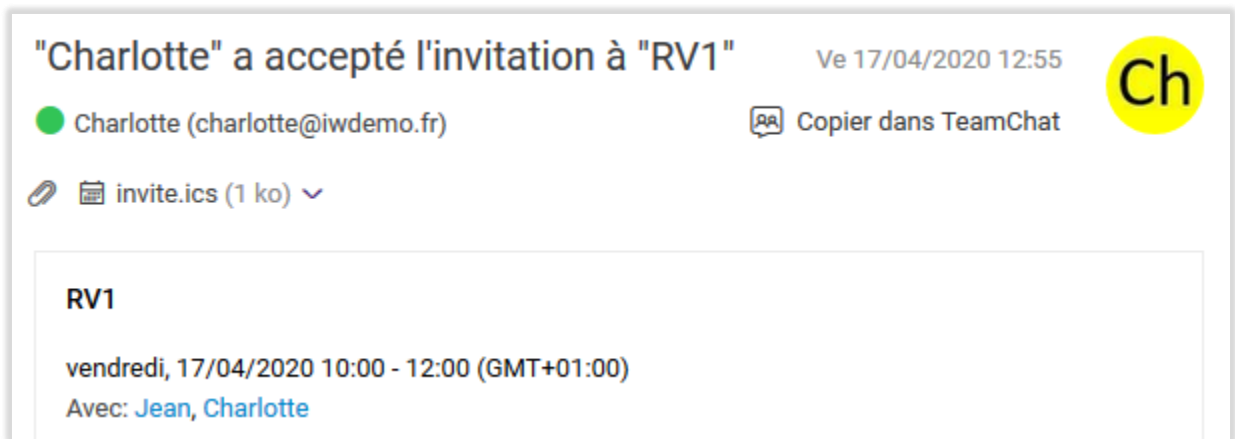 "Charlotte" a accepté l'invitation à "RV1"
Ve 17/04/2020 12:55
Ch
Charlotte (charlotte@iwdemo.fr)
Copier dans TeamChat
invite.ics (1 ko)
RV1
vendredi, 17/04/2020 10:00 - 12:00 (GMT+01:00)
Avec: Jean, Charlotte